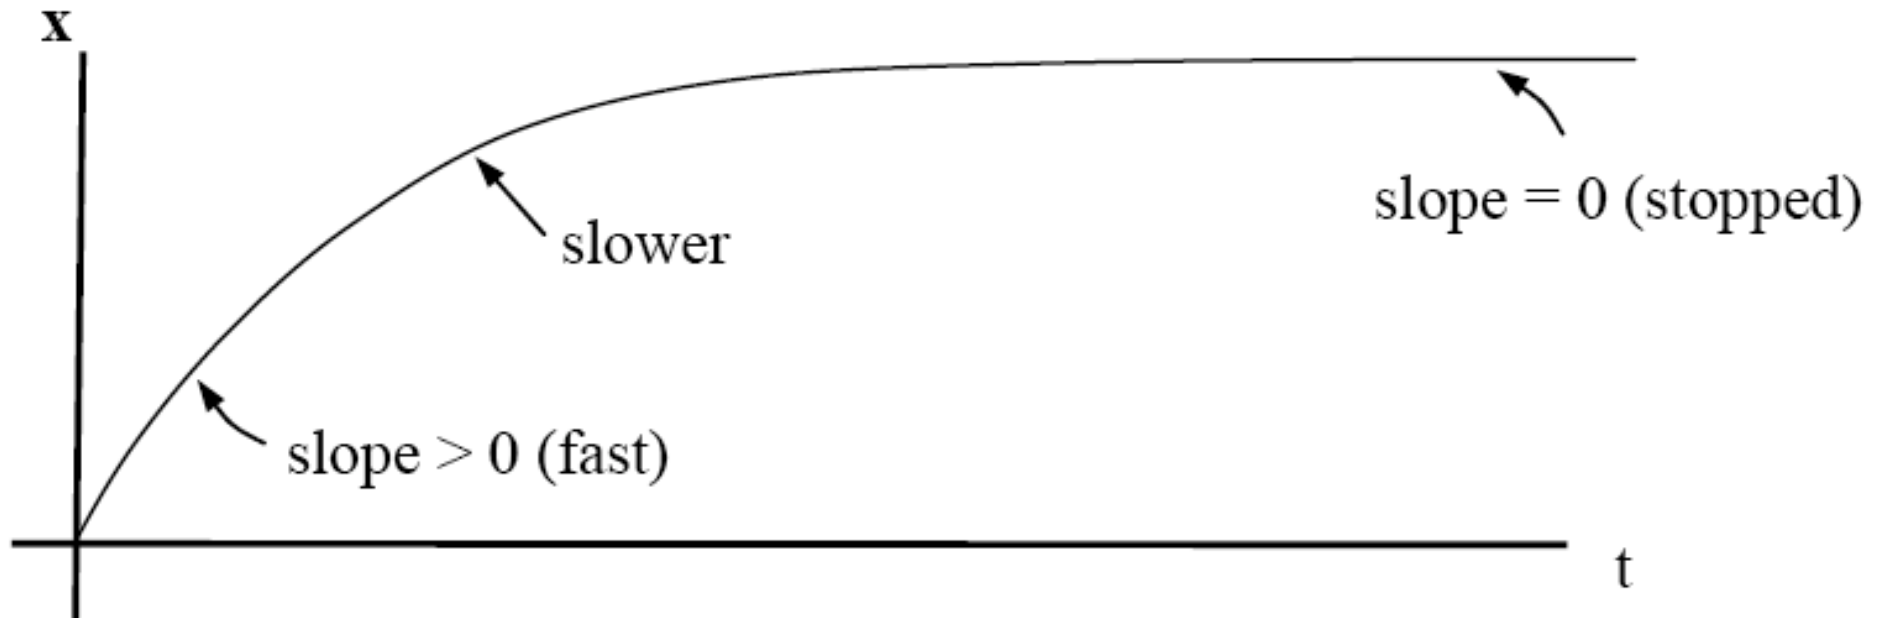 x
slope = 0 (stopped)
slower
slope > 0 (fast)
t